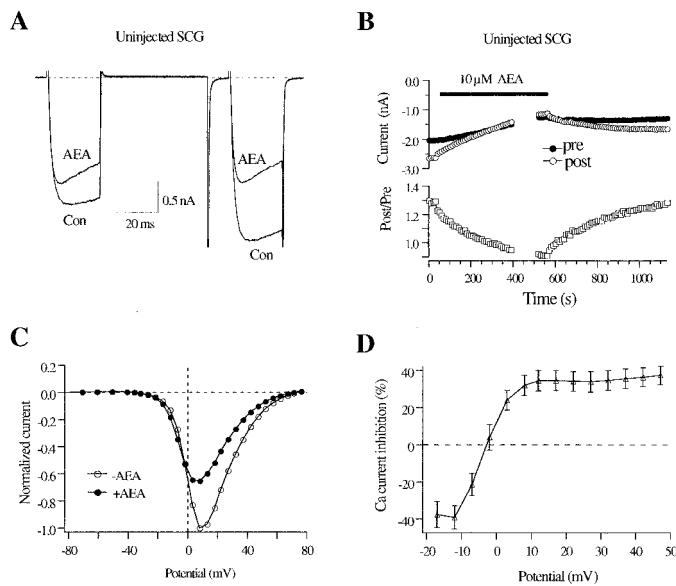 A
Uninjected SCG
AEA
Con
0.5 nA
20 ms
AEA
Con
B
Uninjected SCG
10 µM AEA
0.0
-1.0
-2.0
-3.0
Current (nA)
pre
post
1.4
1.2
1.0
Post/Pre
0 200 400 600 800 1000
Time (s)
C
0.2
0.0
-0.2
-0.4
-0.6
-0.8
-1.0
Normalized current
-AEA
+AEA
-80 -40 0 40 80
Potential (mV)
D
40
20
0
-20
-40
Ca current inhibition (%)
-20 -10 0 10 20 30 40 50
Potential (mV)